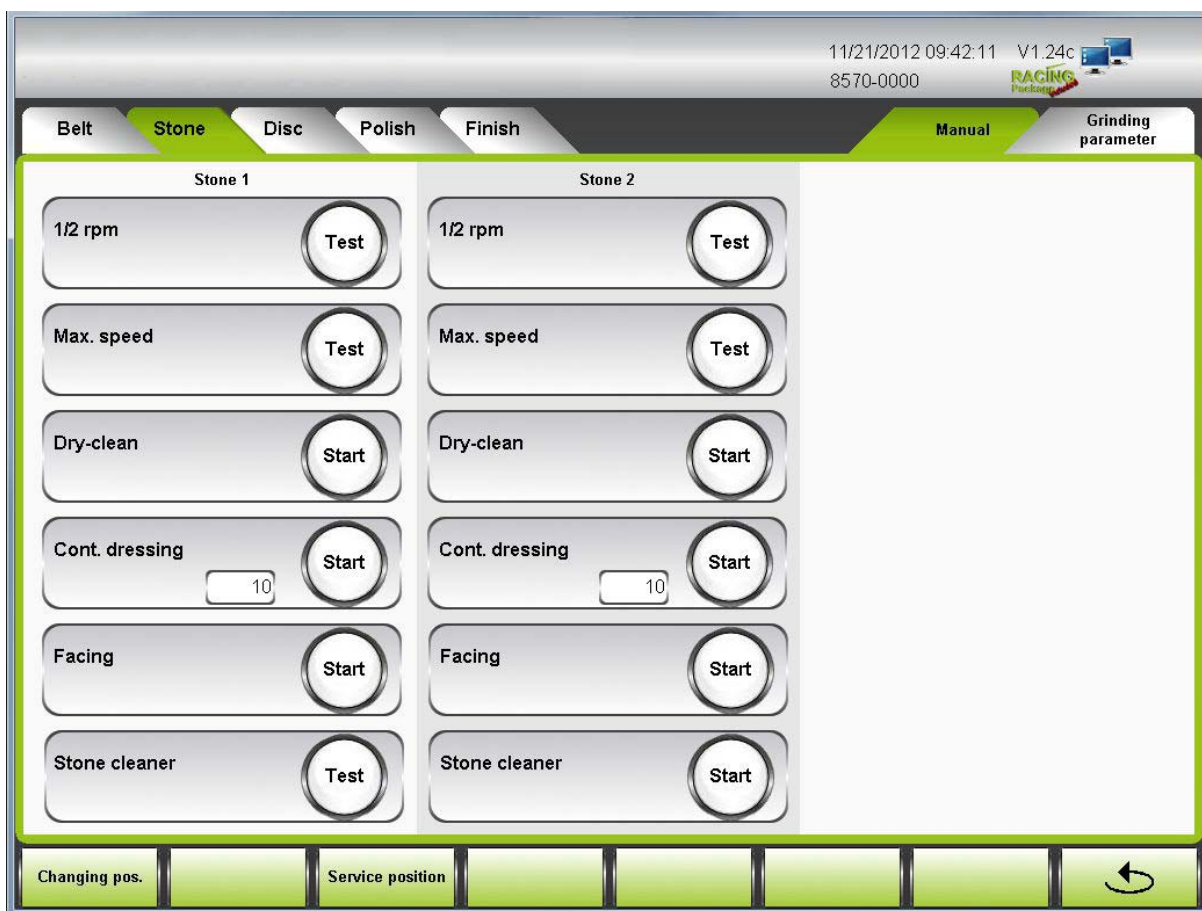 11/21/2012 09:42:11 V1.24c
8570-0000 RACING
Package
Belt Stone Disc Polish Finish Manual Grinding parameter
Stone 1 Stone 2
1/2 rpm Test 1/2 rpm Test
Max. speed Test Max. speed Test
Dry-clean Start Dry-clean Start
Cont. dressing 10 Start Cont. dressing 10 Start
Facing Start Facing Start
Stone cleaner Test Stone cleaner Start
Changing pos. Service position